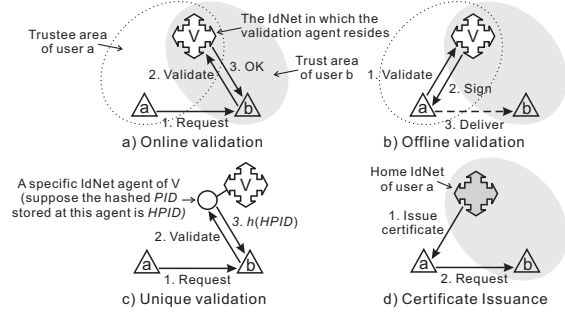 Trustee area
of user a
The IdNet in which the
validation agent resides
V
2. Validate
3. OK
Trust area
of user b
a
1. Request
b
a) Online validation
V
1. Validate
2. Sign
a
3. Deliver
b
b) Offline validation
A specific IdNet agent of V
(suppose the hashed PID
stored at this agent is HPID)
V
3. h(HPID)
2. Validate
a
1. Request
b
c) Unique validation
Home IdNet
of user a
1. Issue
certificate
a
2. Request
b
d) Certificate Issuance